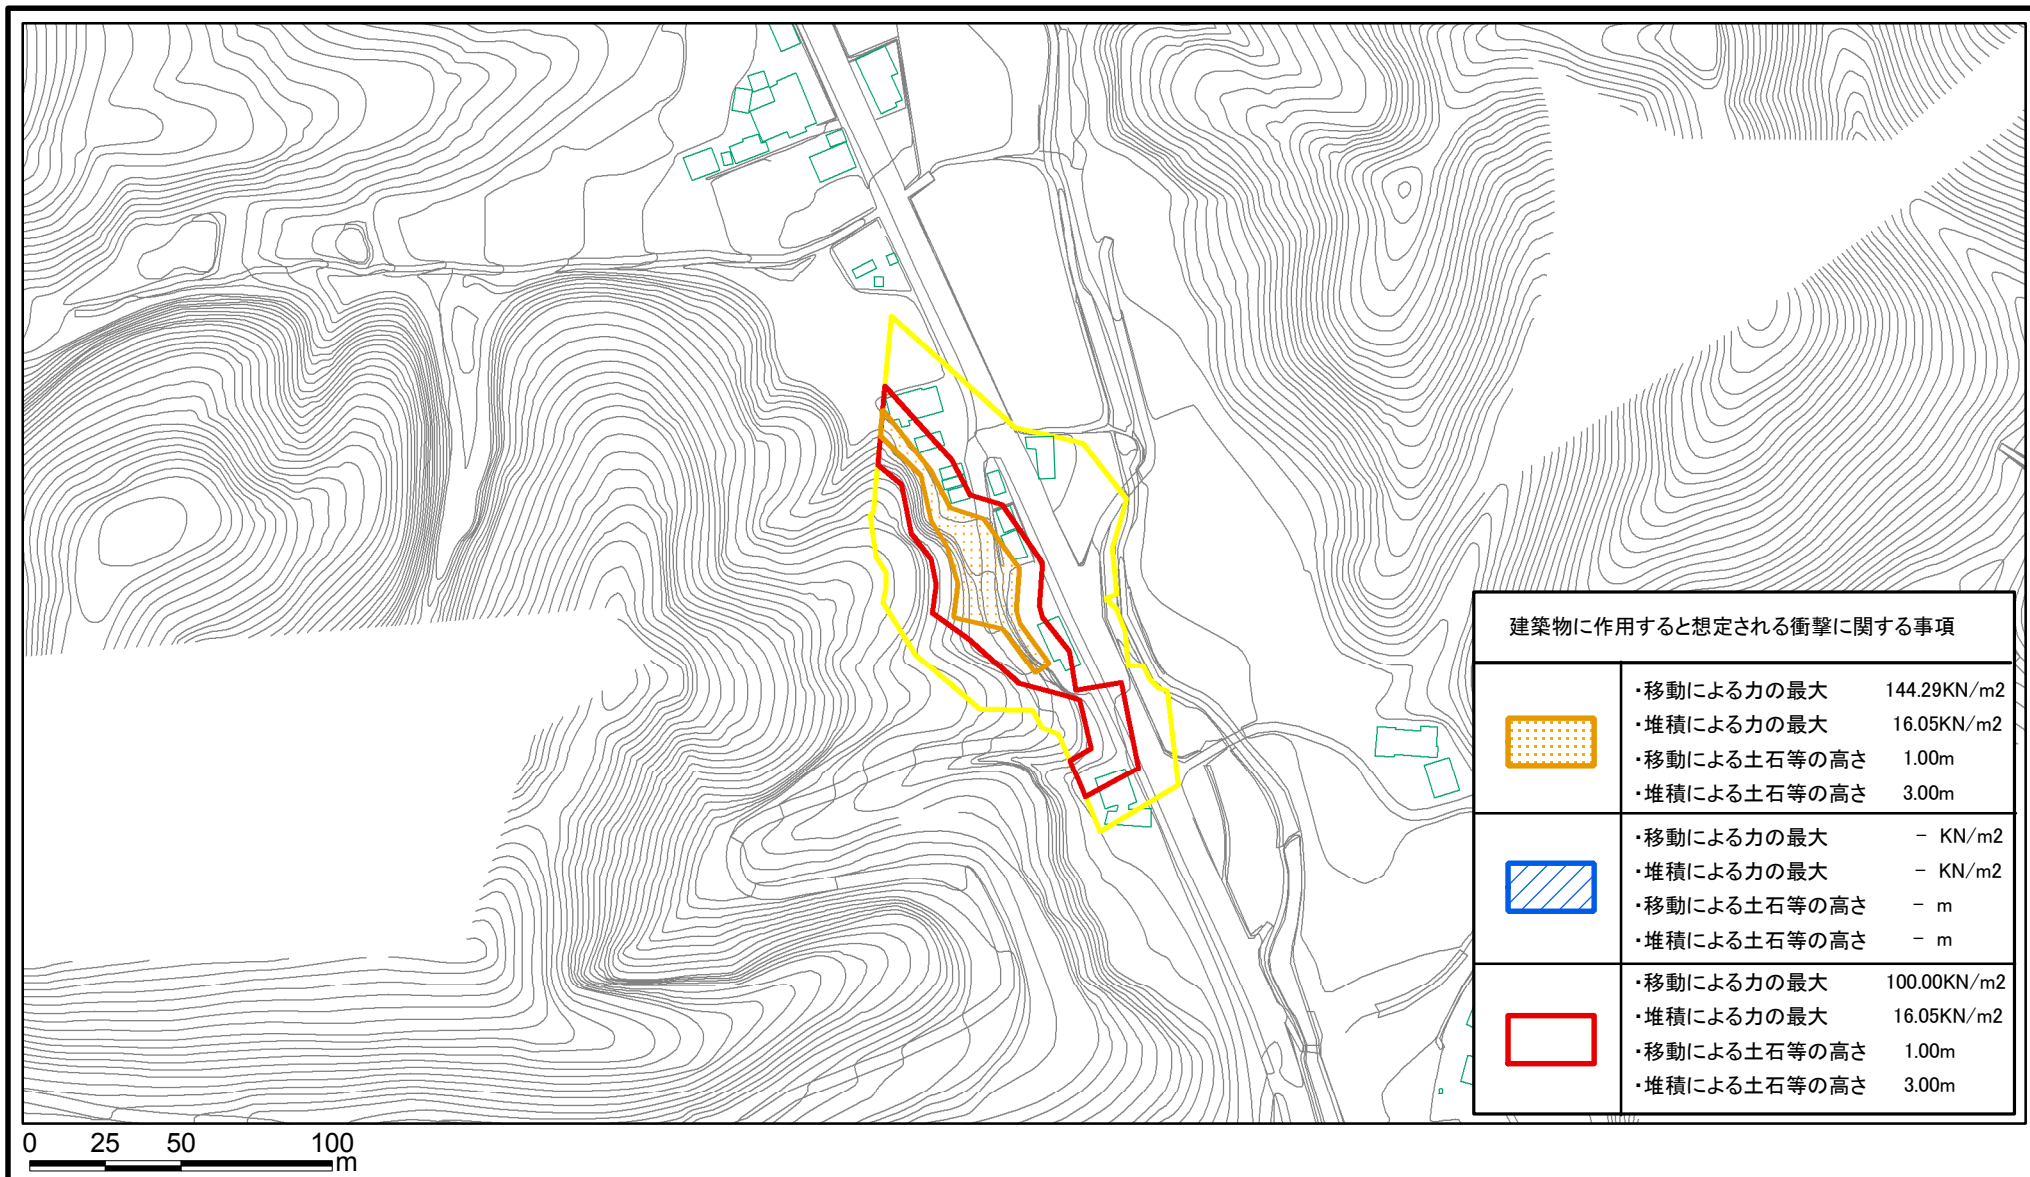 建築物に作用すると想定される衝撃に関する事項
・移動による力の最大 144.29KN/m2
・堆積による力の最大 16.05KN/m2
・移動による土石等の高さ 1.00m
・堆積による土石等の高さ 3.00m
・移動による力の最大 － KN/m2
・堆積による力の最大 － KN/m2
・移動による土石等の高さ － m
・堆積による土石等の高さ － m
・移動による力の最大 100.00KN/m2
・堆積による力の最大 16.05KN/m2
・移動による土石等の高さ 1.00m
・堆積による土石等の高さ 3.00m
0 25 50 100
m